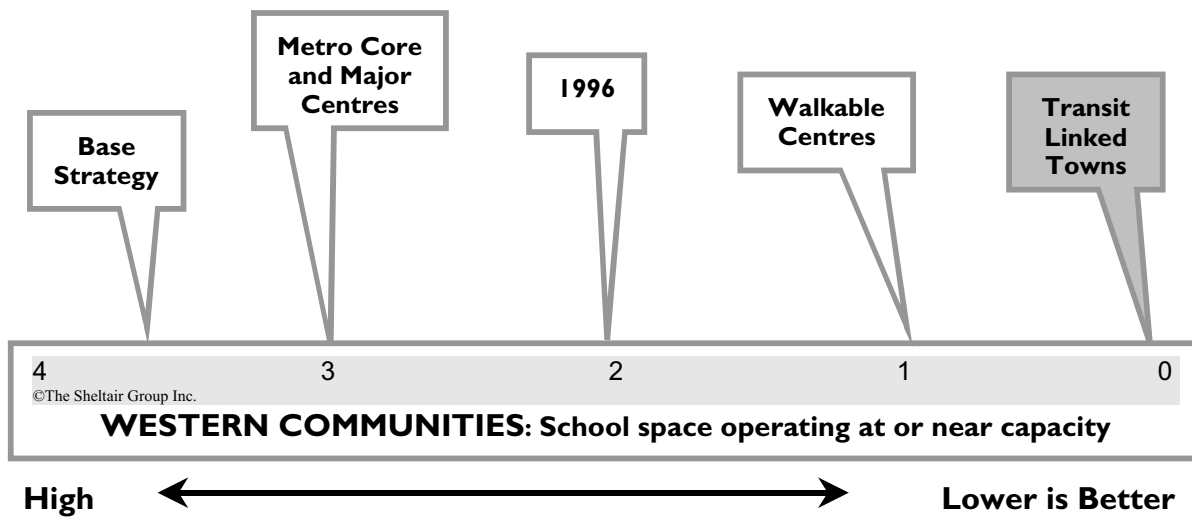 Base
Strategy
Metro Core
and Major
Centres
1996
Walkable
Centres
Transit
Linked
Towns
4 3 2 1 0
©The Sheltair Group Inc.
WESTERN COMMUNITIES: School space operating at or near capacity
High Lower is Better